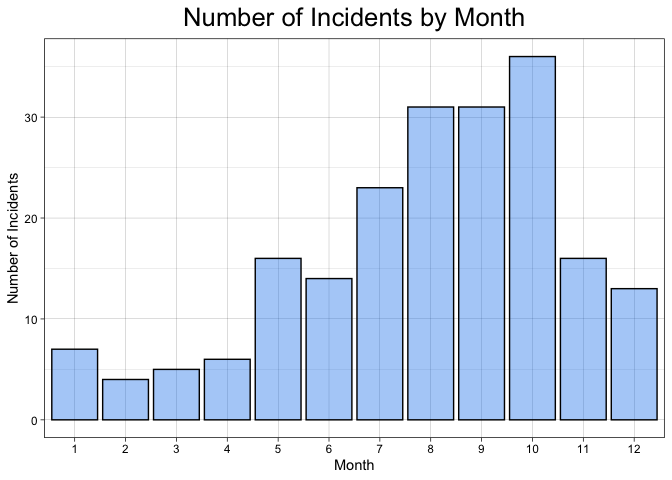 Number of Incidents by Month
Number of Incidents
30
20
10
0
1 2 3 4 5 6 7 8 9 10 11 12
Month